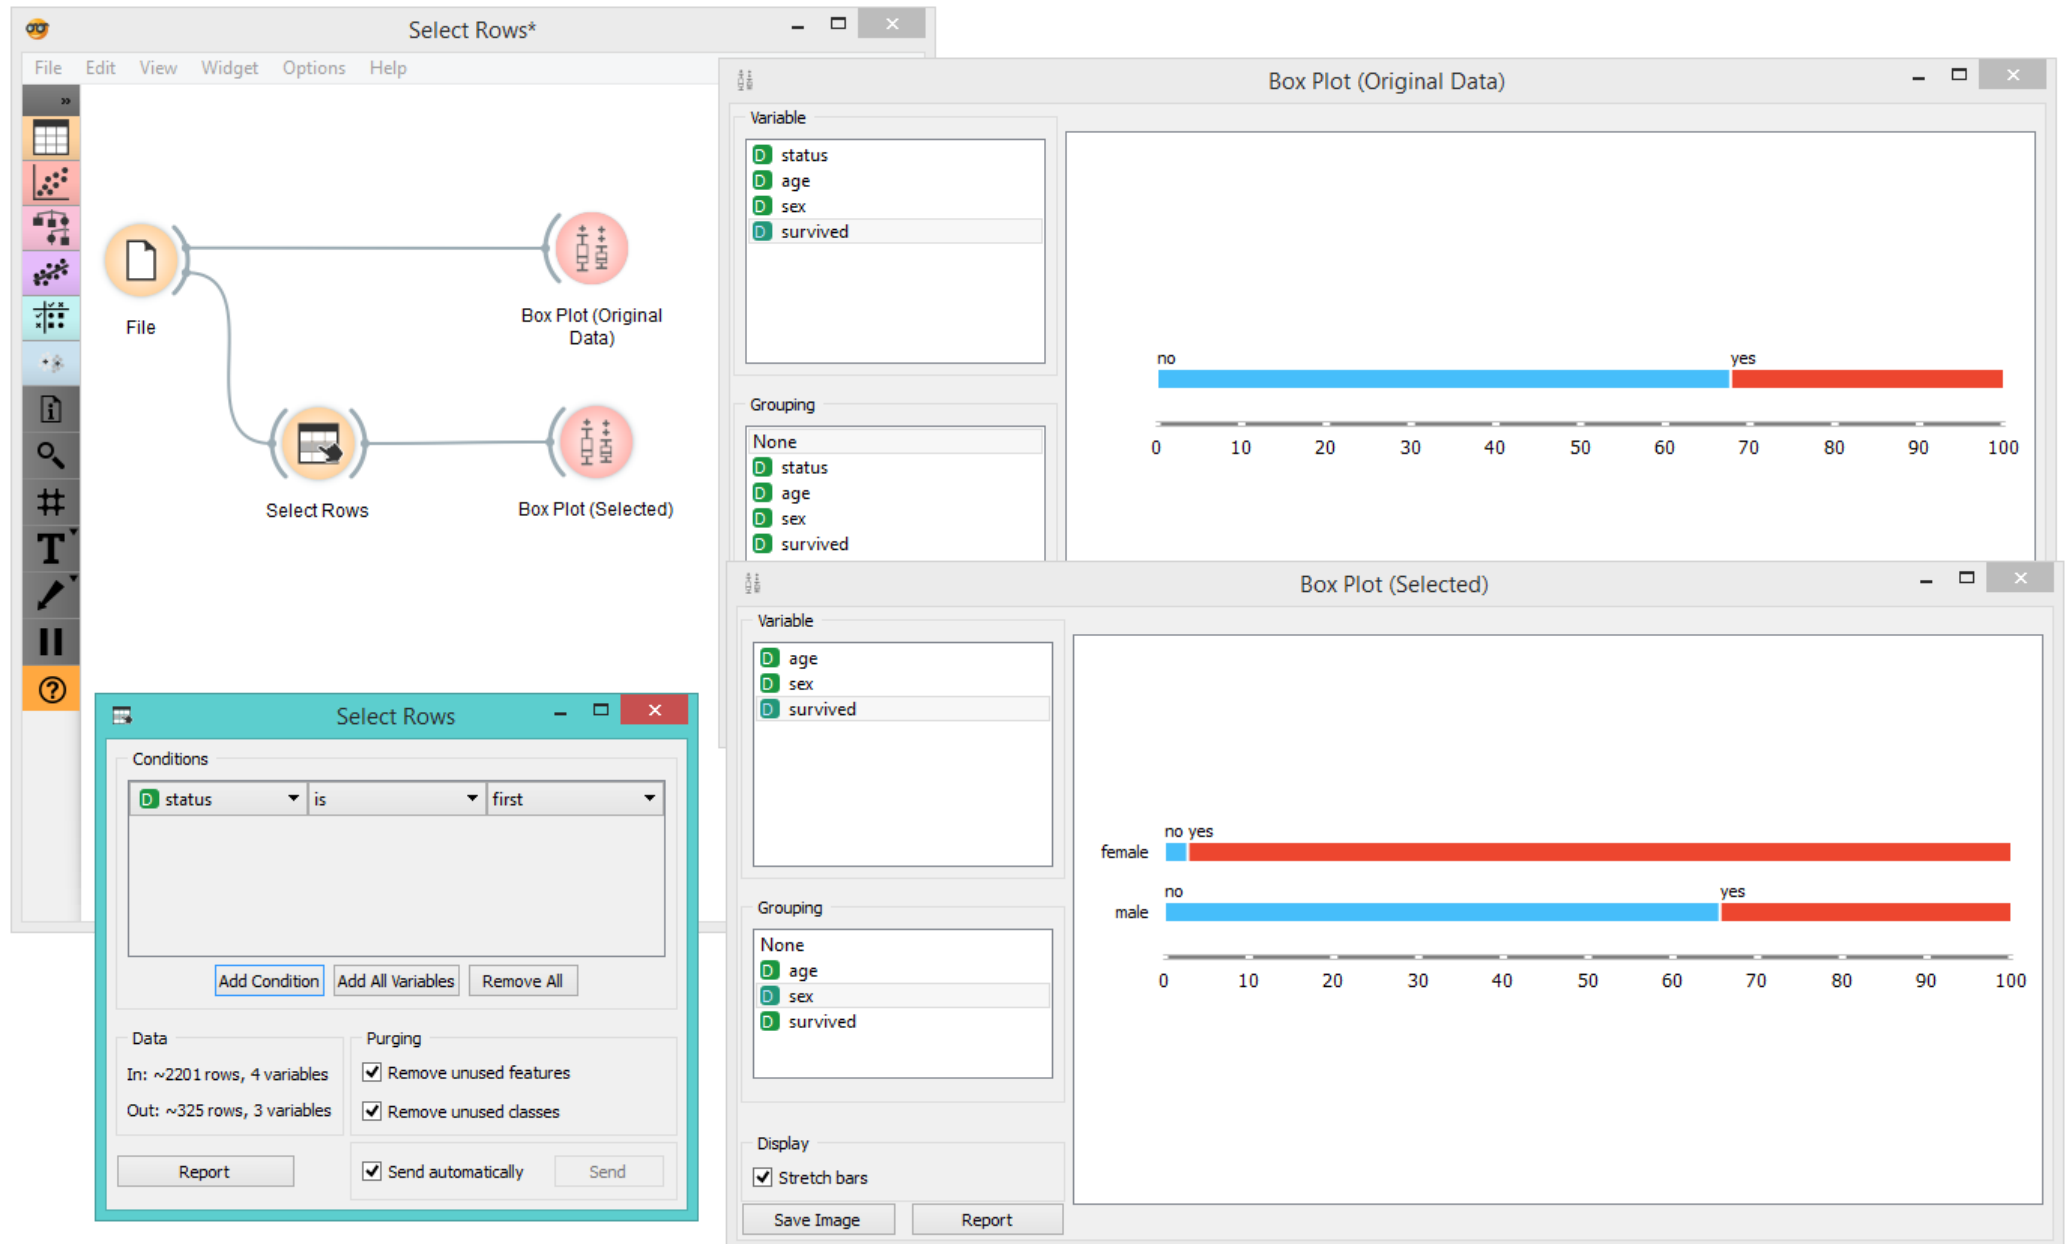 Select Rows*
File Edit View Widget Options Help
»
File
Box Plot (Original
Data)
Select Rows
Box Plot (Selected)
T
?
Box Plot (Original Data)
Variable
D status
D age
D sex
D survived
Grouping
None
D status
D age
D sex
D survived
no yes
0 10 20 30 40 50 60 70 80 90 100
Select Rows
Conditions
D status is first
Add Condition Add All Variables Remove All
Data
In: ~2201 rows, 4 variables
Out: ~325 rows, 3 variables
Purging
Remove unused features
Remove unused classes
Report
Send automatically Send
Box Plot (Selected)
Variable
D age
D sex
D survived
Grouping
None
D age
D sex
D survived
Display
Stretch bars
Save Image Report
no yes
female
no yes
male
0 10 20 30 40 50 60 70 80 90 100